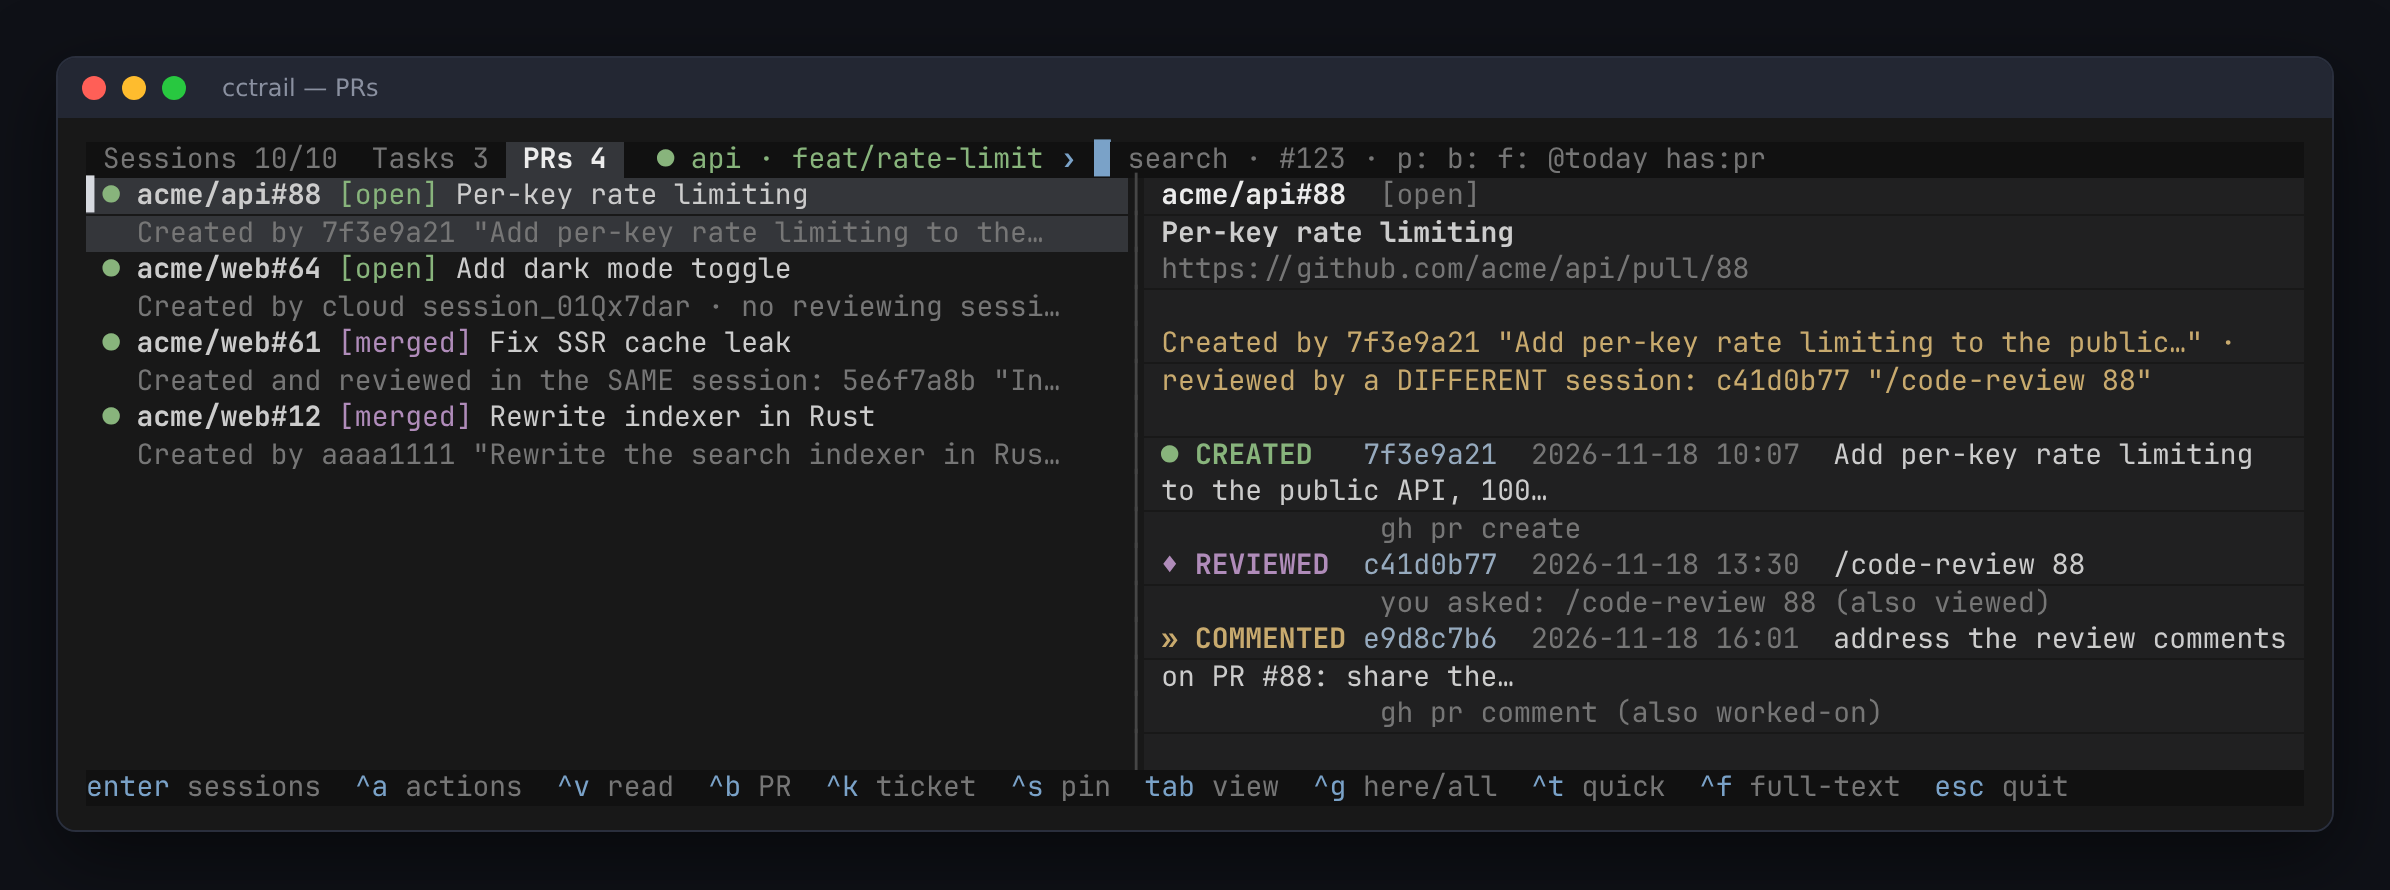 cctrail — PRs
Sessions 10/10 Tasks 3 PRs 4 ● api · feat/rate-limit › search · #123 · p: b: f: @today has:pr
● acme/api#88 [open] Per-key rate limiting
Created by 7f3e9a21 "Add per-key rate limiting to the…
● acme/web#64 [open] Add dark mode toggle
Created by cloud session_01Qx7dar · no reviewing sessi…
● acme/web#61 [merged] Fix SSR cache leak
Created and reviewed in the SAME session: 5e6f7a8b "In…
● acme/web#12 [merged] Rewrite indexer in Rust
Created by aaaa1111 "Rewrite the search indexer in Rus…
acme/api#88 [open]
Per-key rate limiting
https://github.com/acme/api/pull/88
Created by 7f3e9a21 "Add per-key rate limiting to the public…" ·
reviewed by a DIFFERENT session: c41d0b77 "/code-review 88"
● CREATED 7f3e9a21 2026-11-18 10:07 Add per-key rate limiting
to the public API, 100…
gh pr create
♦ REVIEWED c41d0b77 2026-11-18 13:30 /code-review 88
you asked: /code-review 88 (also viewed)
» COMMENTED e9d8c7b6 2026-11-18 16:01 address the review comments
on PR #88: share the…
gh pr comment (also worked-on)
enter sessions ^a actions ^v read ^b PR ^k ticket ^s pin tab view ^g here/all ^t quick ^f full-text esc quit